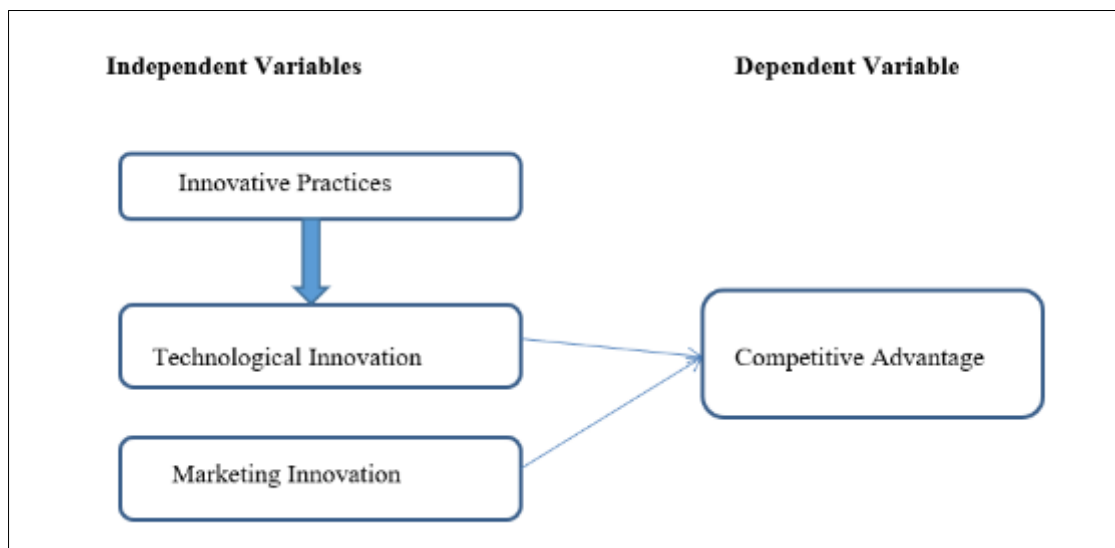 Independent Variables
Dependent Variable
Innovative Practices
Technological Innovation
Competitive Advantage
Marketing Innovation